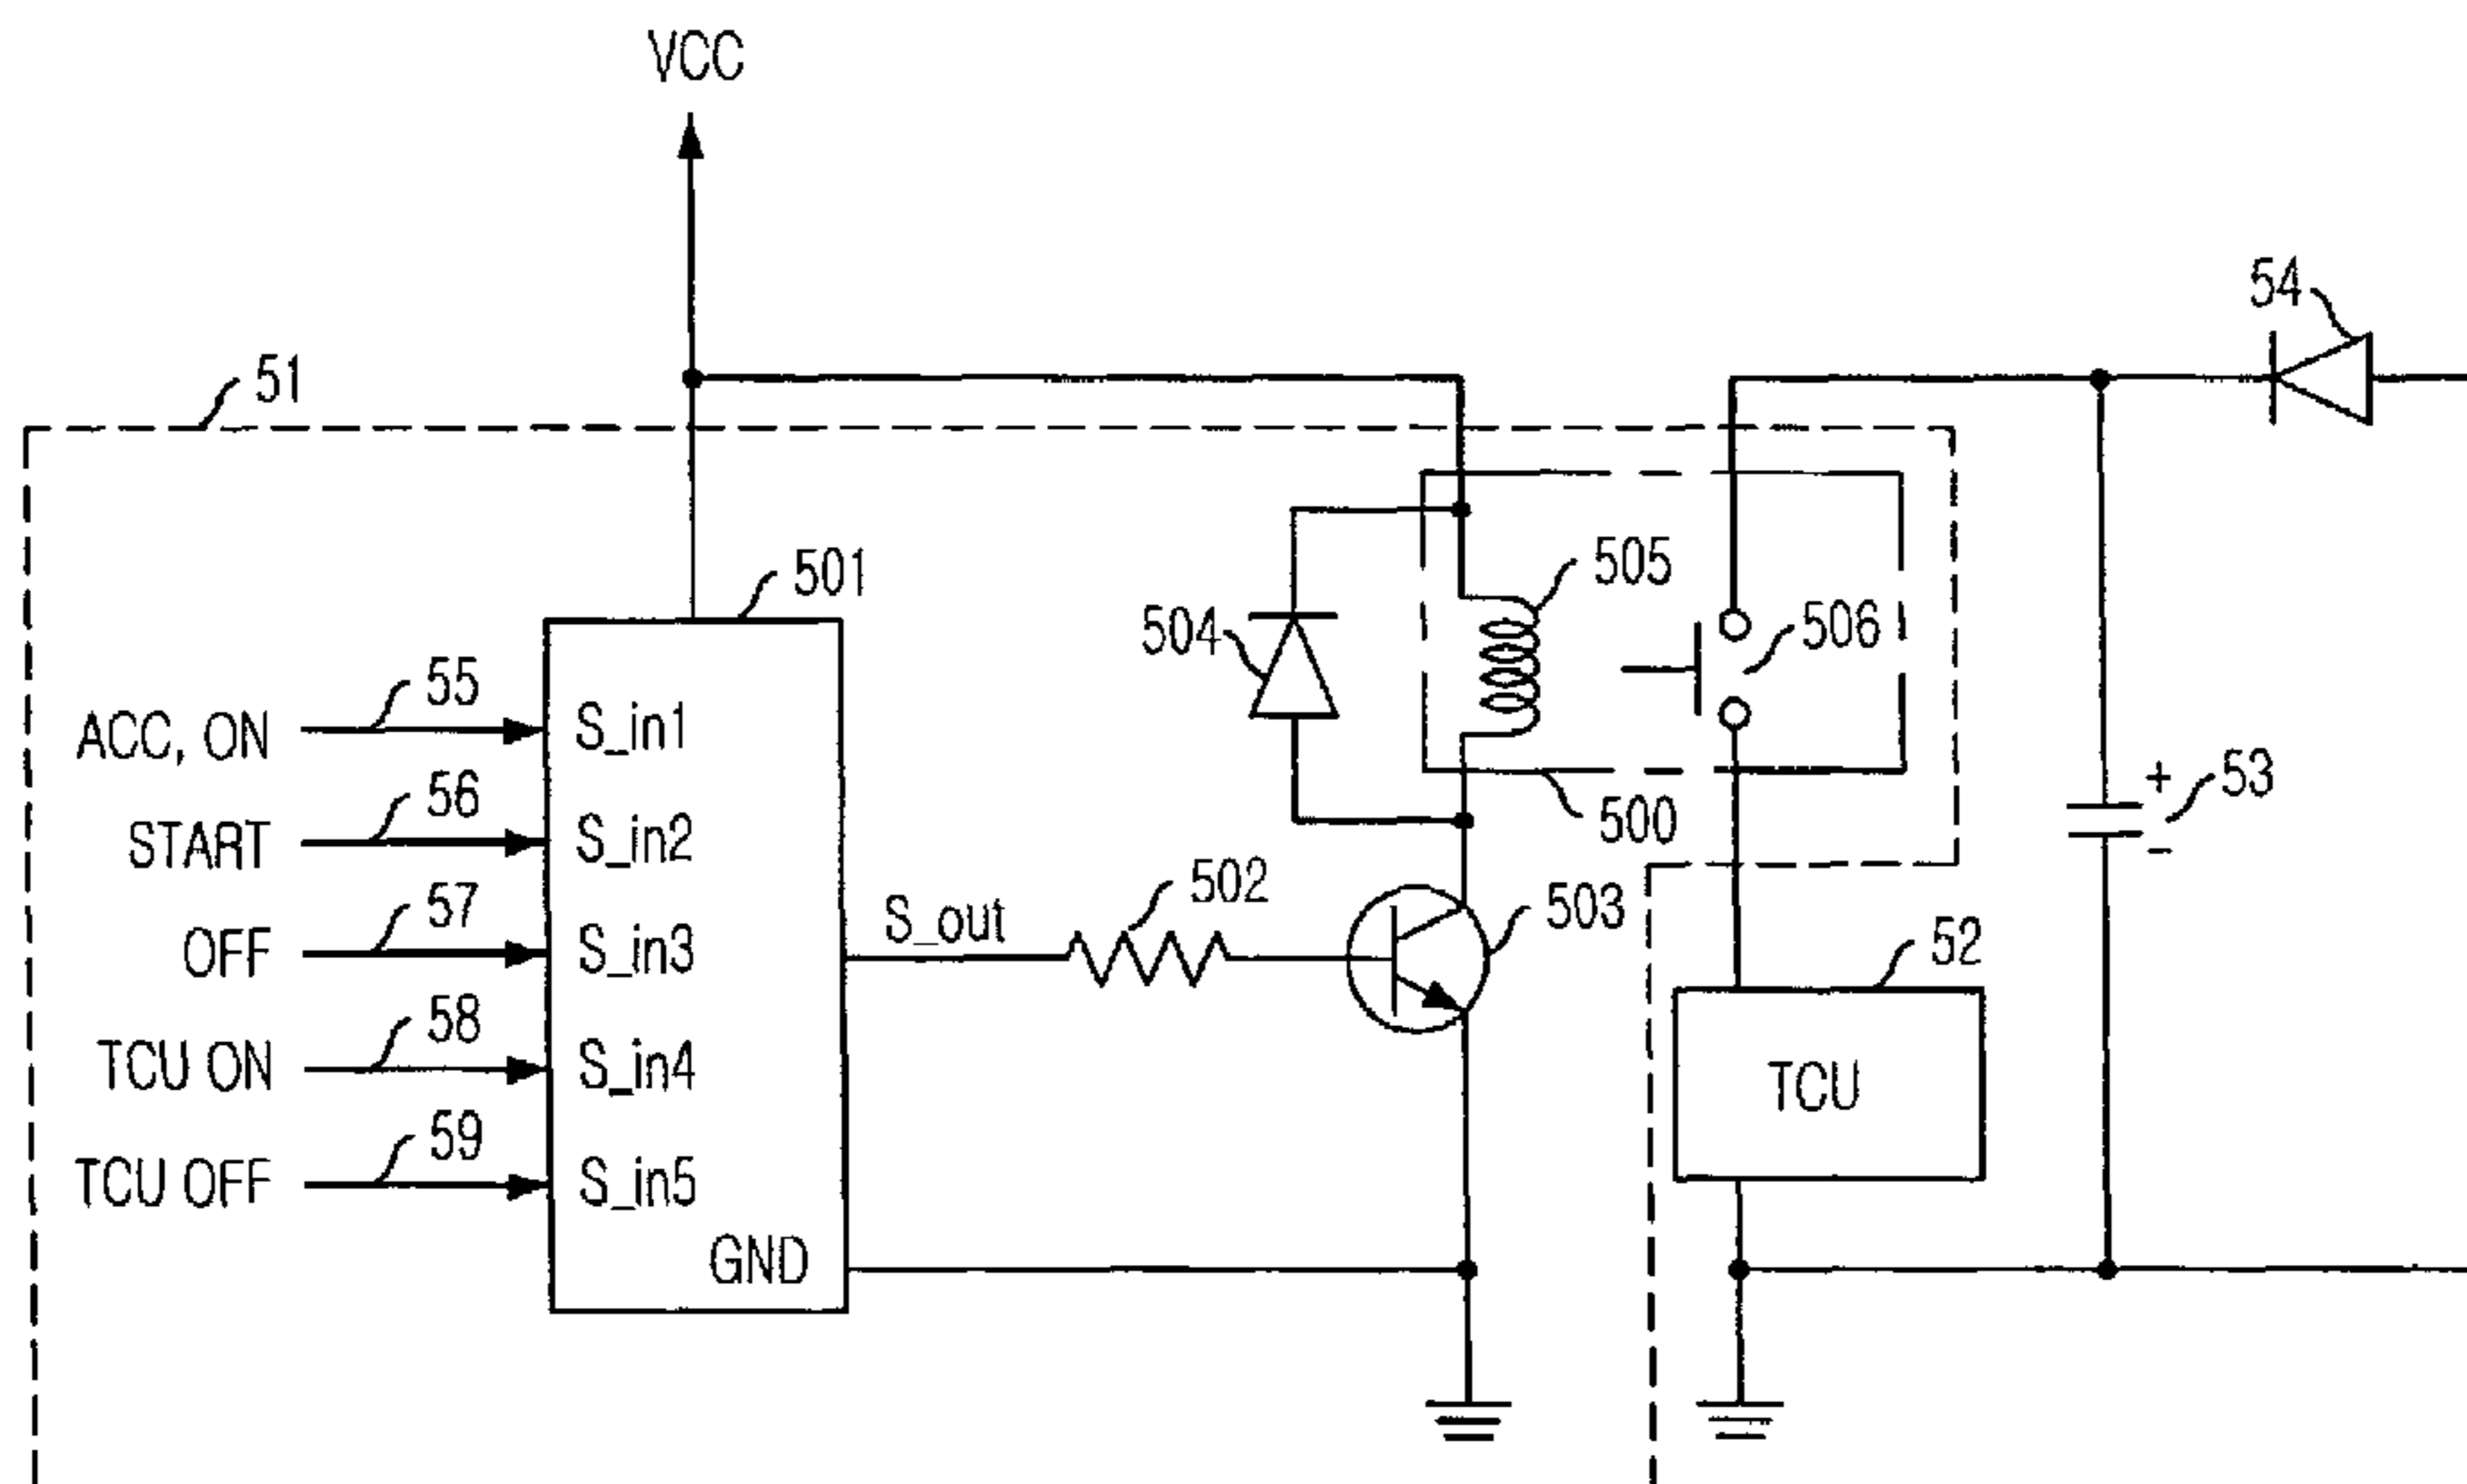 VCC
54
51
501
505
504
506
55
ACC, ON
S_in1
53
+
-
56
500
START
S_in2
502
57
S_out
503
OFF
S_in3
52
58
TCU ON
S_in4
TCU
59
TCU OFF
S_in5
GND